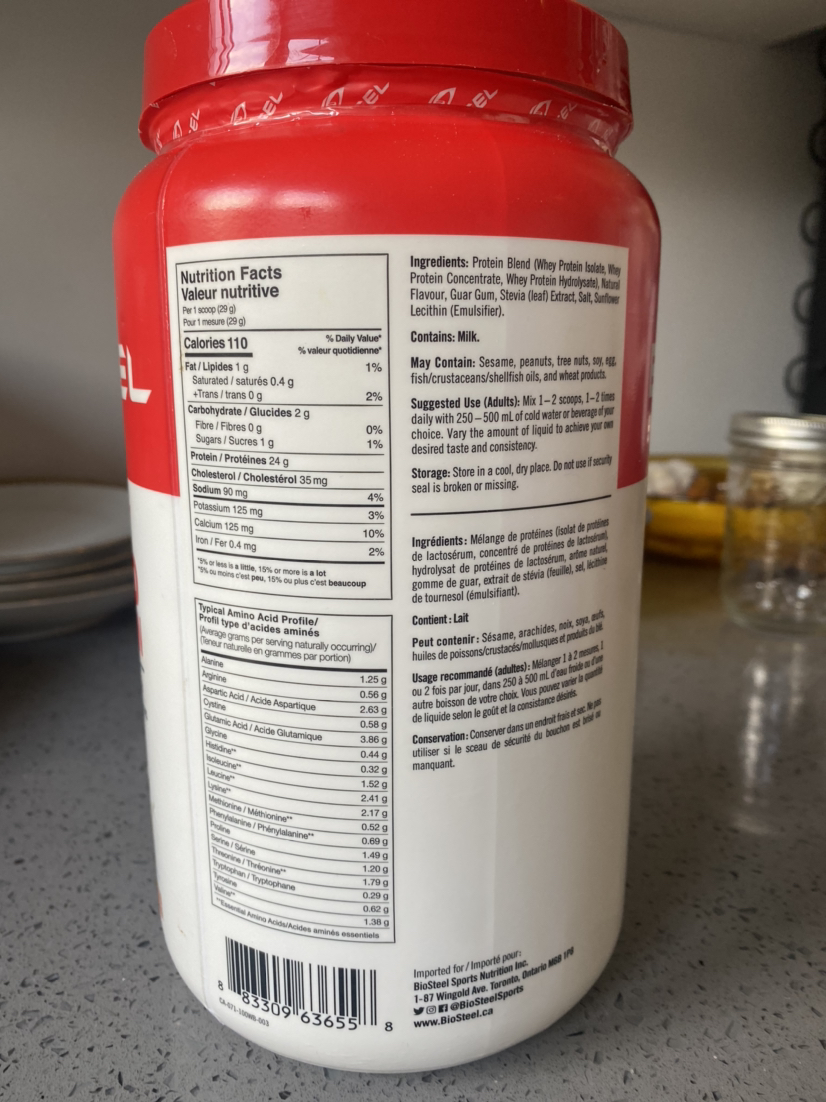 EL
EL
EL
EL
Nutrition Facts
Valeur nutritive
Per 1 scoop (29 g)
Pour 1 mesure (29 g)
Calories 110
% Daily Value*
% valeur quotidienne*
Fat / Lipides 1 g 1%
Saturated / saturés 0.4 g
+Trans / trans 0 g 2%
Carbohydrate / Glucides 2 g
Fibre / Fibres 0 g 0%
Sugars / Sucres 1 g 1%
Protein / Protéines 24 g
Cholesterol / Cholestérol 35 mg
Sodium 90 mg 4%
Potassium 125 mg 3%
Calcium 125 mg 10%
Iron / Fer 0.4 mg 2%
*5% or less is a little, 15% or more is a lot
*5% ou moins c'est peu, 15% ou plus c'est beaucoup
Typical Amino Acid Profile/
Profil type d'acides aminés
(Average grams per serving naturally occurring)/
(Teneur naturelle en grammes par portion)
Alanine 1.25 g
Arginine 0.56 g
Aspartic Acid / Acide Aspartique 2.63 g
Cystine 0.58 g
Glutamic Acid / Acide Glutamique 3.86 g
Glycine 0.44 g
Histidine** 0.32 g
Isoleucine** 1.52 g
Leucine** 2.41 g
Lysine** 2.17 g
Methionine / Méthionine** 0.52 g
Phenylalanine / Phénylalanine** 0.69 g
Proline 1.49 g
Serine / Sérine 1.20 g
Threonine / Thréonine** 1.79 g
Tryptophan / Tryptophane 0.29 g
Tyrosine 0.62 g
Valine** 1.38 g
**Essential Amino Acids/Acides aminés essentiels
8 83309 63655 8
Ingredients: Protein Blend (Whey Protein Isolate, Whey
Protein Concentrate, Whey Protein Hydrolysate), Natural
Flavour, Guar Gum, Stevia (leaf) Extract, Salt, Sunflower
Lecithin (Emulsifier).
Contains: Milk.
May Contain: Sesame, peanuts, tree nuts, soy, egg,
fish/crustaceans/shellfish oils, and wheat products.
Suggested Use (Adults): Mix 1–2 scoops, 1–2 times
daily with 250–500 mL of cold water or beverage of your
choice. Vary the amount of liquid to achieve your own
desired taste and consistency.
Storage: Store in a cool, dry place. Do not use if security
seal is broken or missing.
Ingrédients: Mélange de protéines (isolat de protéines
de lactosérum, concentré de protéines de lactosérum,
hydrolysat de protéines de lactosérum, arôme naturel,
gomme de guar, extrait de stévia (feuille), sel, lécithine
de tournesol (émulsifiant).
Contient : Lait
Peut contenir : Sésame, arachides, noix, soya, œufs,
huiles de poissons/crustacés/mollusques et produits du blé.
Usage recommandé (adultes) : Mélanger 1 à 2 mesures, 1
ou 2 fois par jour, dans 250 à 500 mL d'eau froide ou d'une
autre boisson de votre choix. Vous pouvez varier la quantité
de liquide selon le goût et la consistance désirés.
Conservation : Conserver dans un endroit frais et sec. Ne pas
utiliser si le sceau de sécurité du bouchon est brisé ou
manquant.
Imported for / Importé pour:
BioSteel Sports Nutrition Inc.
1-87 Wingold Ave. Toronto, Ontario M6B 1P8
@BioSteelSports
www.BioSteel.ca